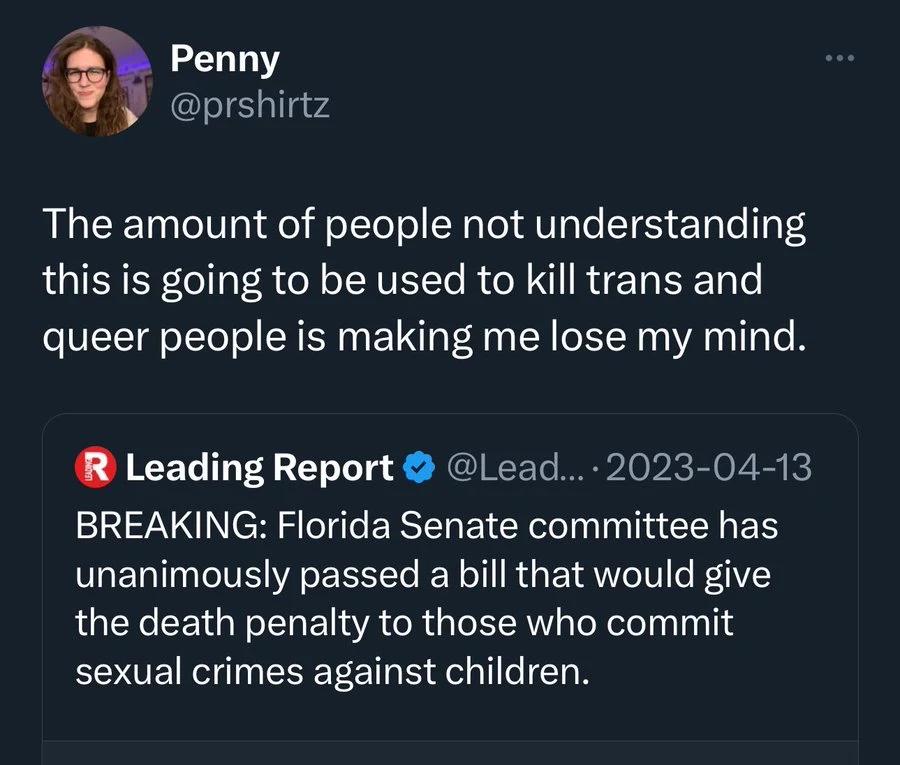 Penny
@prshirtz
The amount of people not understanding
this is going to be used to kill trans and
queer people is making me lose my mind.
Leading Report @Lead... · 2023-04-13
BREAKING: Florida Senate committee has
unanimously passed a bill that would give
the death penalty to those who commit
sexual crimes against children.